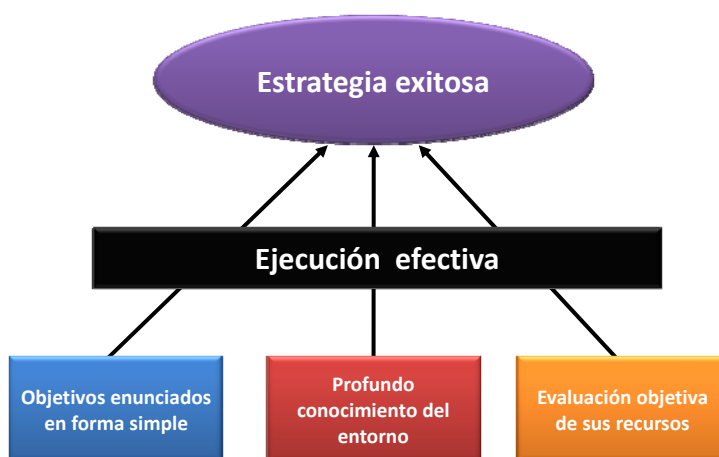 Estrategia exitosa
Ejecución efectiva
Objetivos enunciados
en forma simple
Profundo
conocimiento del
entorno
Evaluación objetiva
de sus recursos